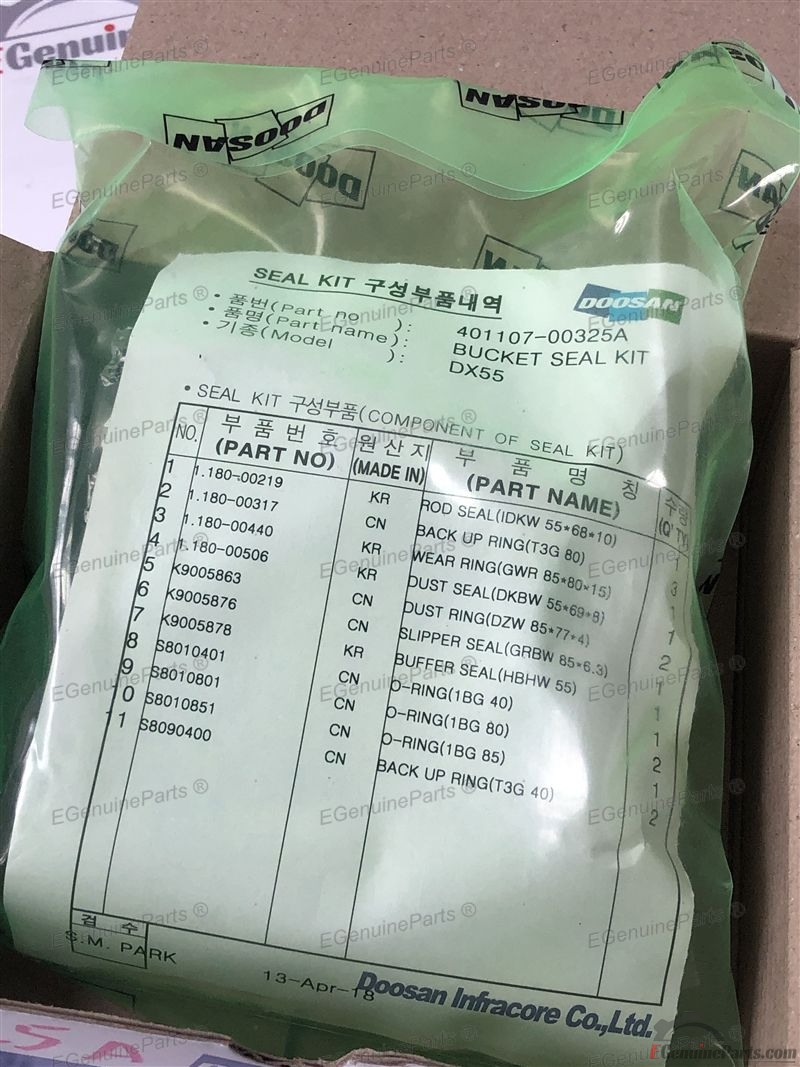 EGenuin
DOOSAN
SEAL KIT 구성부품내역
DOOSAN
• 품번(Part no ): 401107-00325A
• 품명(Part name): BUCKET SEAL KIT
• 기종(Model ): DX55
• SEAL KIT 구성부품(COMPONENT OF SEAL KIT)
NO. 부품번호 (PART NO) 원산지 (MADE IN) 부품명칭 (PART NAME) 수량 (Q'TY)
1 1.180-00219 KR ROD SEAL(IDKW 55*68*10) 1
2 1.180-00317 CN BACK UP RING(T3G 80) 3
3 1.180-00440 KR WEAR RING(GWR 85*80*15) 1
4 1.180-00506 KR DUST SEAL(DKBW 55*69*8) 1
5 K9005863 CN DUST RING(DZW 85*77*4) 2
6 K9005876 CN SLIPPER SEAL(GRBW 85*6.3) 1
7 K9005878 KR BUFFER SEAL(HBHW 55) 1
8 S8010401 CN O-RING(1BG 40) 1
9 S8010801 CN O-RING(1BG 80) 2
10 S8010851 CN O-RING(1BG 85) 1
11 S8090400 CN BACK UP RING(T3G 40) 2
검 수
S.M. PARK
13-Apr-18
Doosan Infracore Co.,Ltd.
EGenuineParts ®
EGenuineParts.com